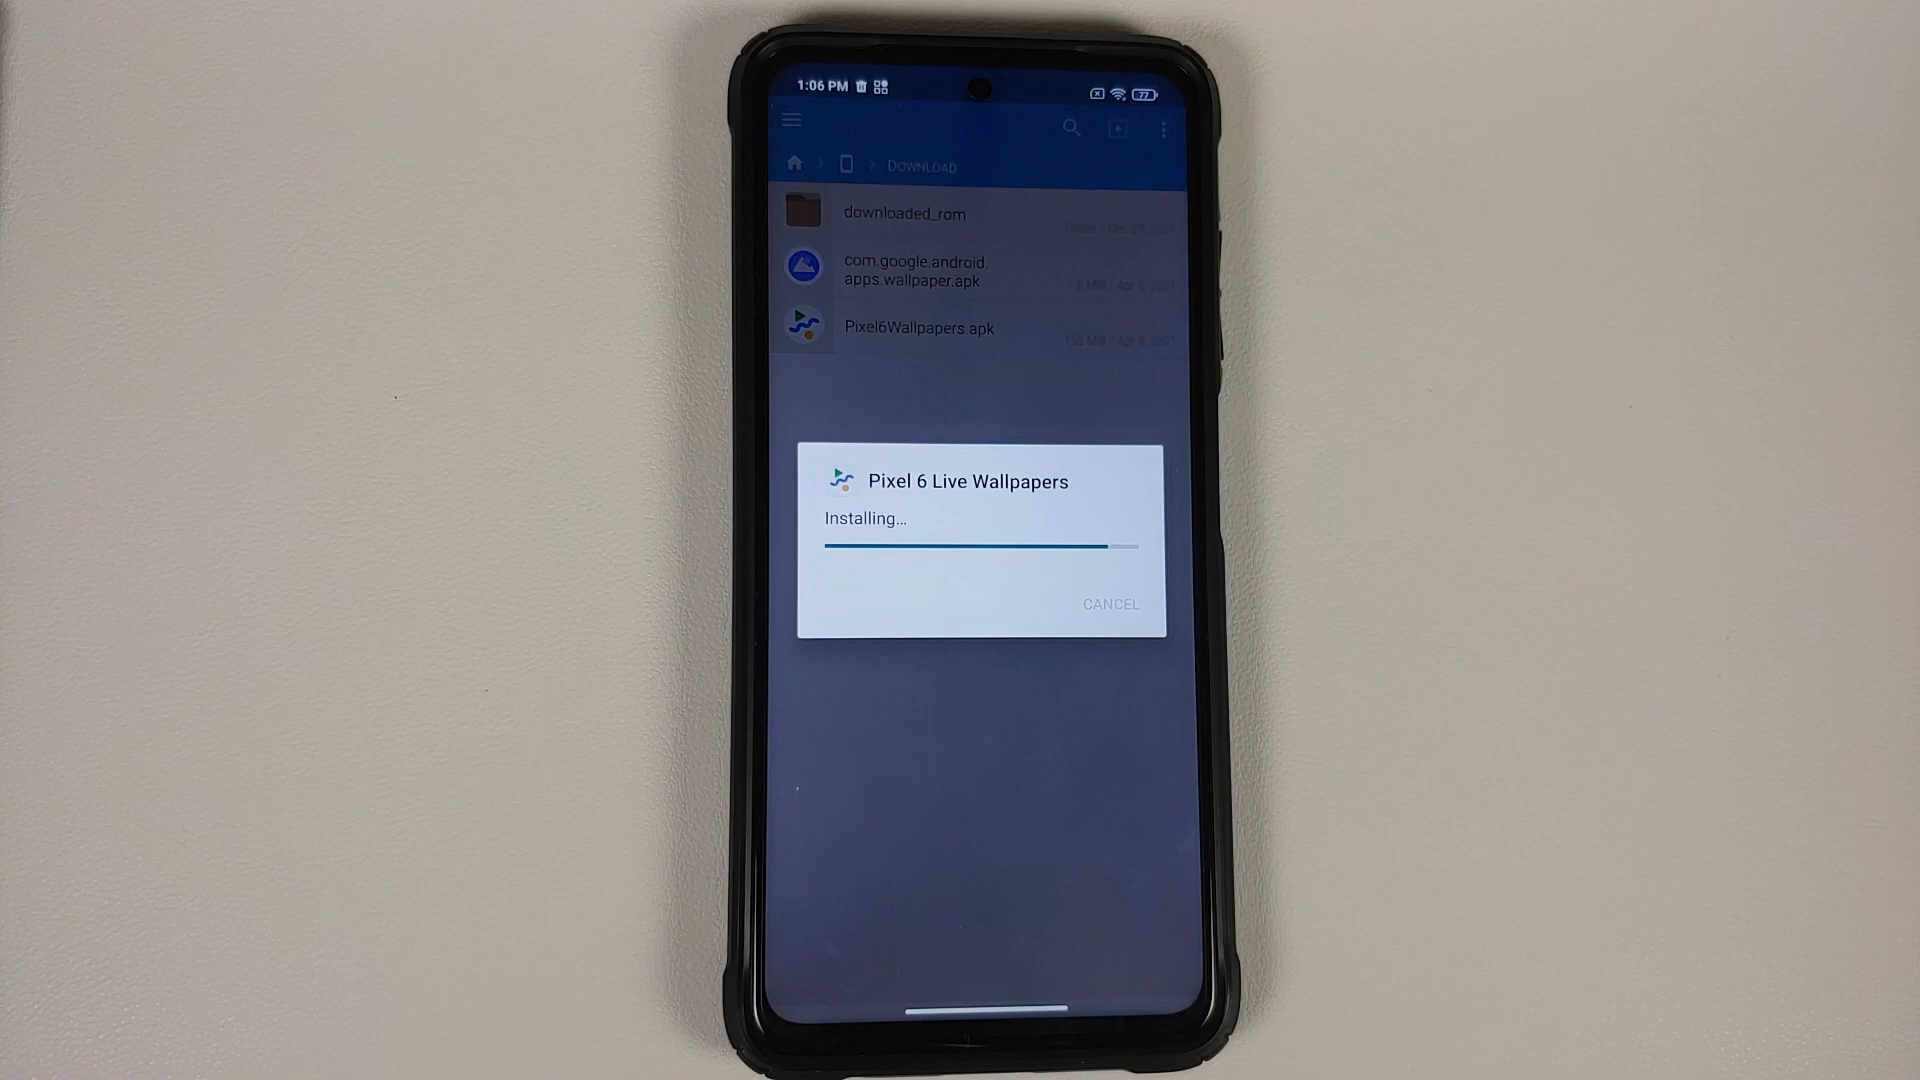 1:06 PM
77
DOWNLOAD
downloaded_rom
com.google.android.
apps.wallpaper.apk
Pixel6Wallpapers.apk
Pixel 6 Live Wallpapers
Installing...
CANCEL